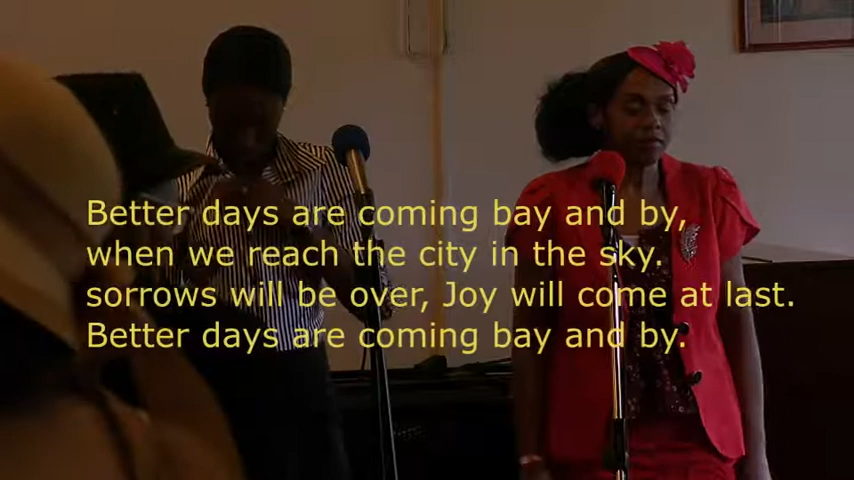 Better days are coming bay and by,
when we reach the city in the sky.
sorrows will be over, Joy will come at last.
Better days are coming bay and by.